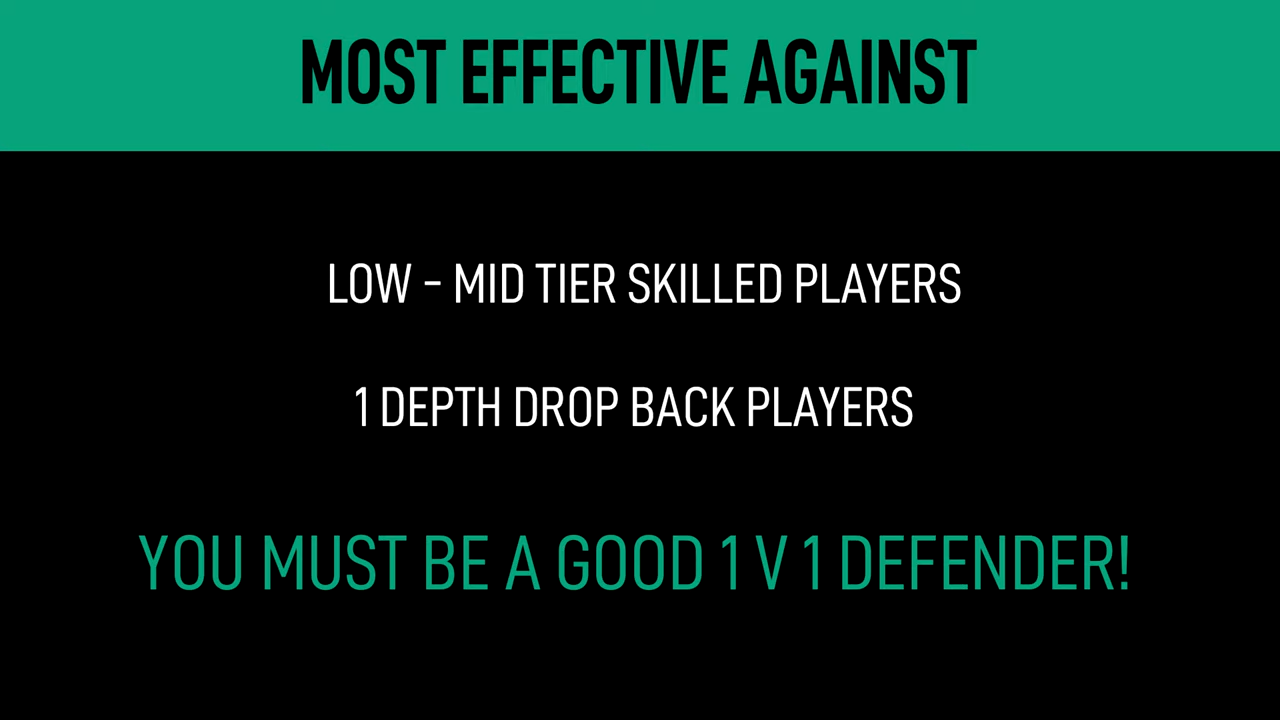 MOST EFFECTIVE AGAINST
LOW - MID TIER SKILLED PLAYERS
1 DEPTH DROP BACK PLAYERS
YOU MUST BE A GOOD 1 V 1 DEFENDER!